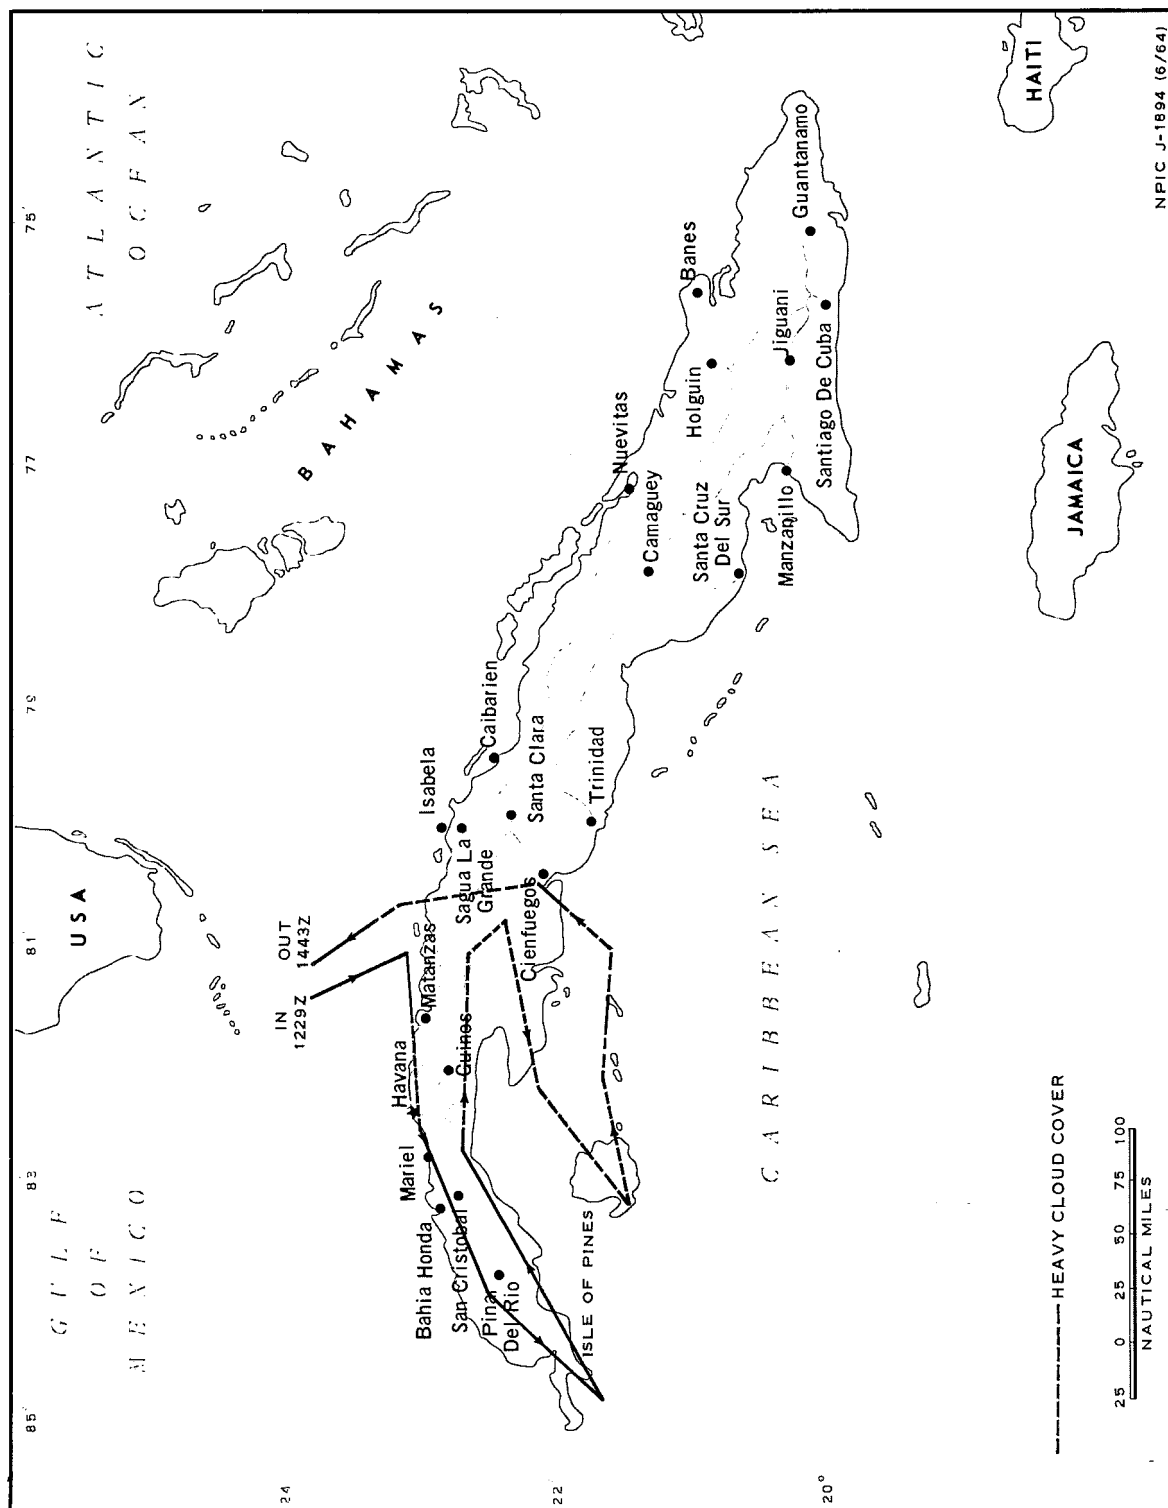 GULF
OF
MEXICO
ATLANTIC
OCEAN
USA
BAHAMAS
IN
1229Z
OUT
1443Z
Havana
Matanzas
Guines
Mariel
Bahia Honda
San Cristobal
Pinar
Del Rio
ISLE OF PINES
Isabela
Sagua La
Grande
Caibarien
Santa Clara
Cienfuegos
Trinidad
Nuevitas
Camaguey
Santa Cruz
Del Sur
Banes
Holguin
Jiguani
Manzanillo
Santiago De Cuba
Guantanamo
CARIBBEAN SEA
JAMAICA
HAITI
85°
83
81°
79
77
75°
24
22
20°
HEAVY CLOUD COVER
25 0 25 50 75 100
NAUTICAL MILES
NPIC J-1894 (6/64)